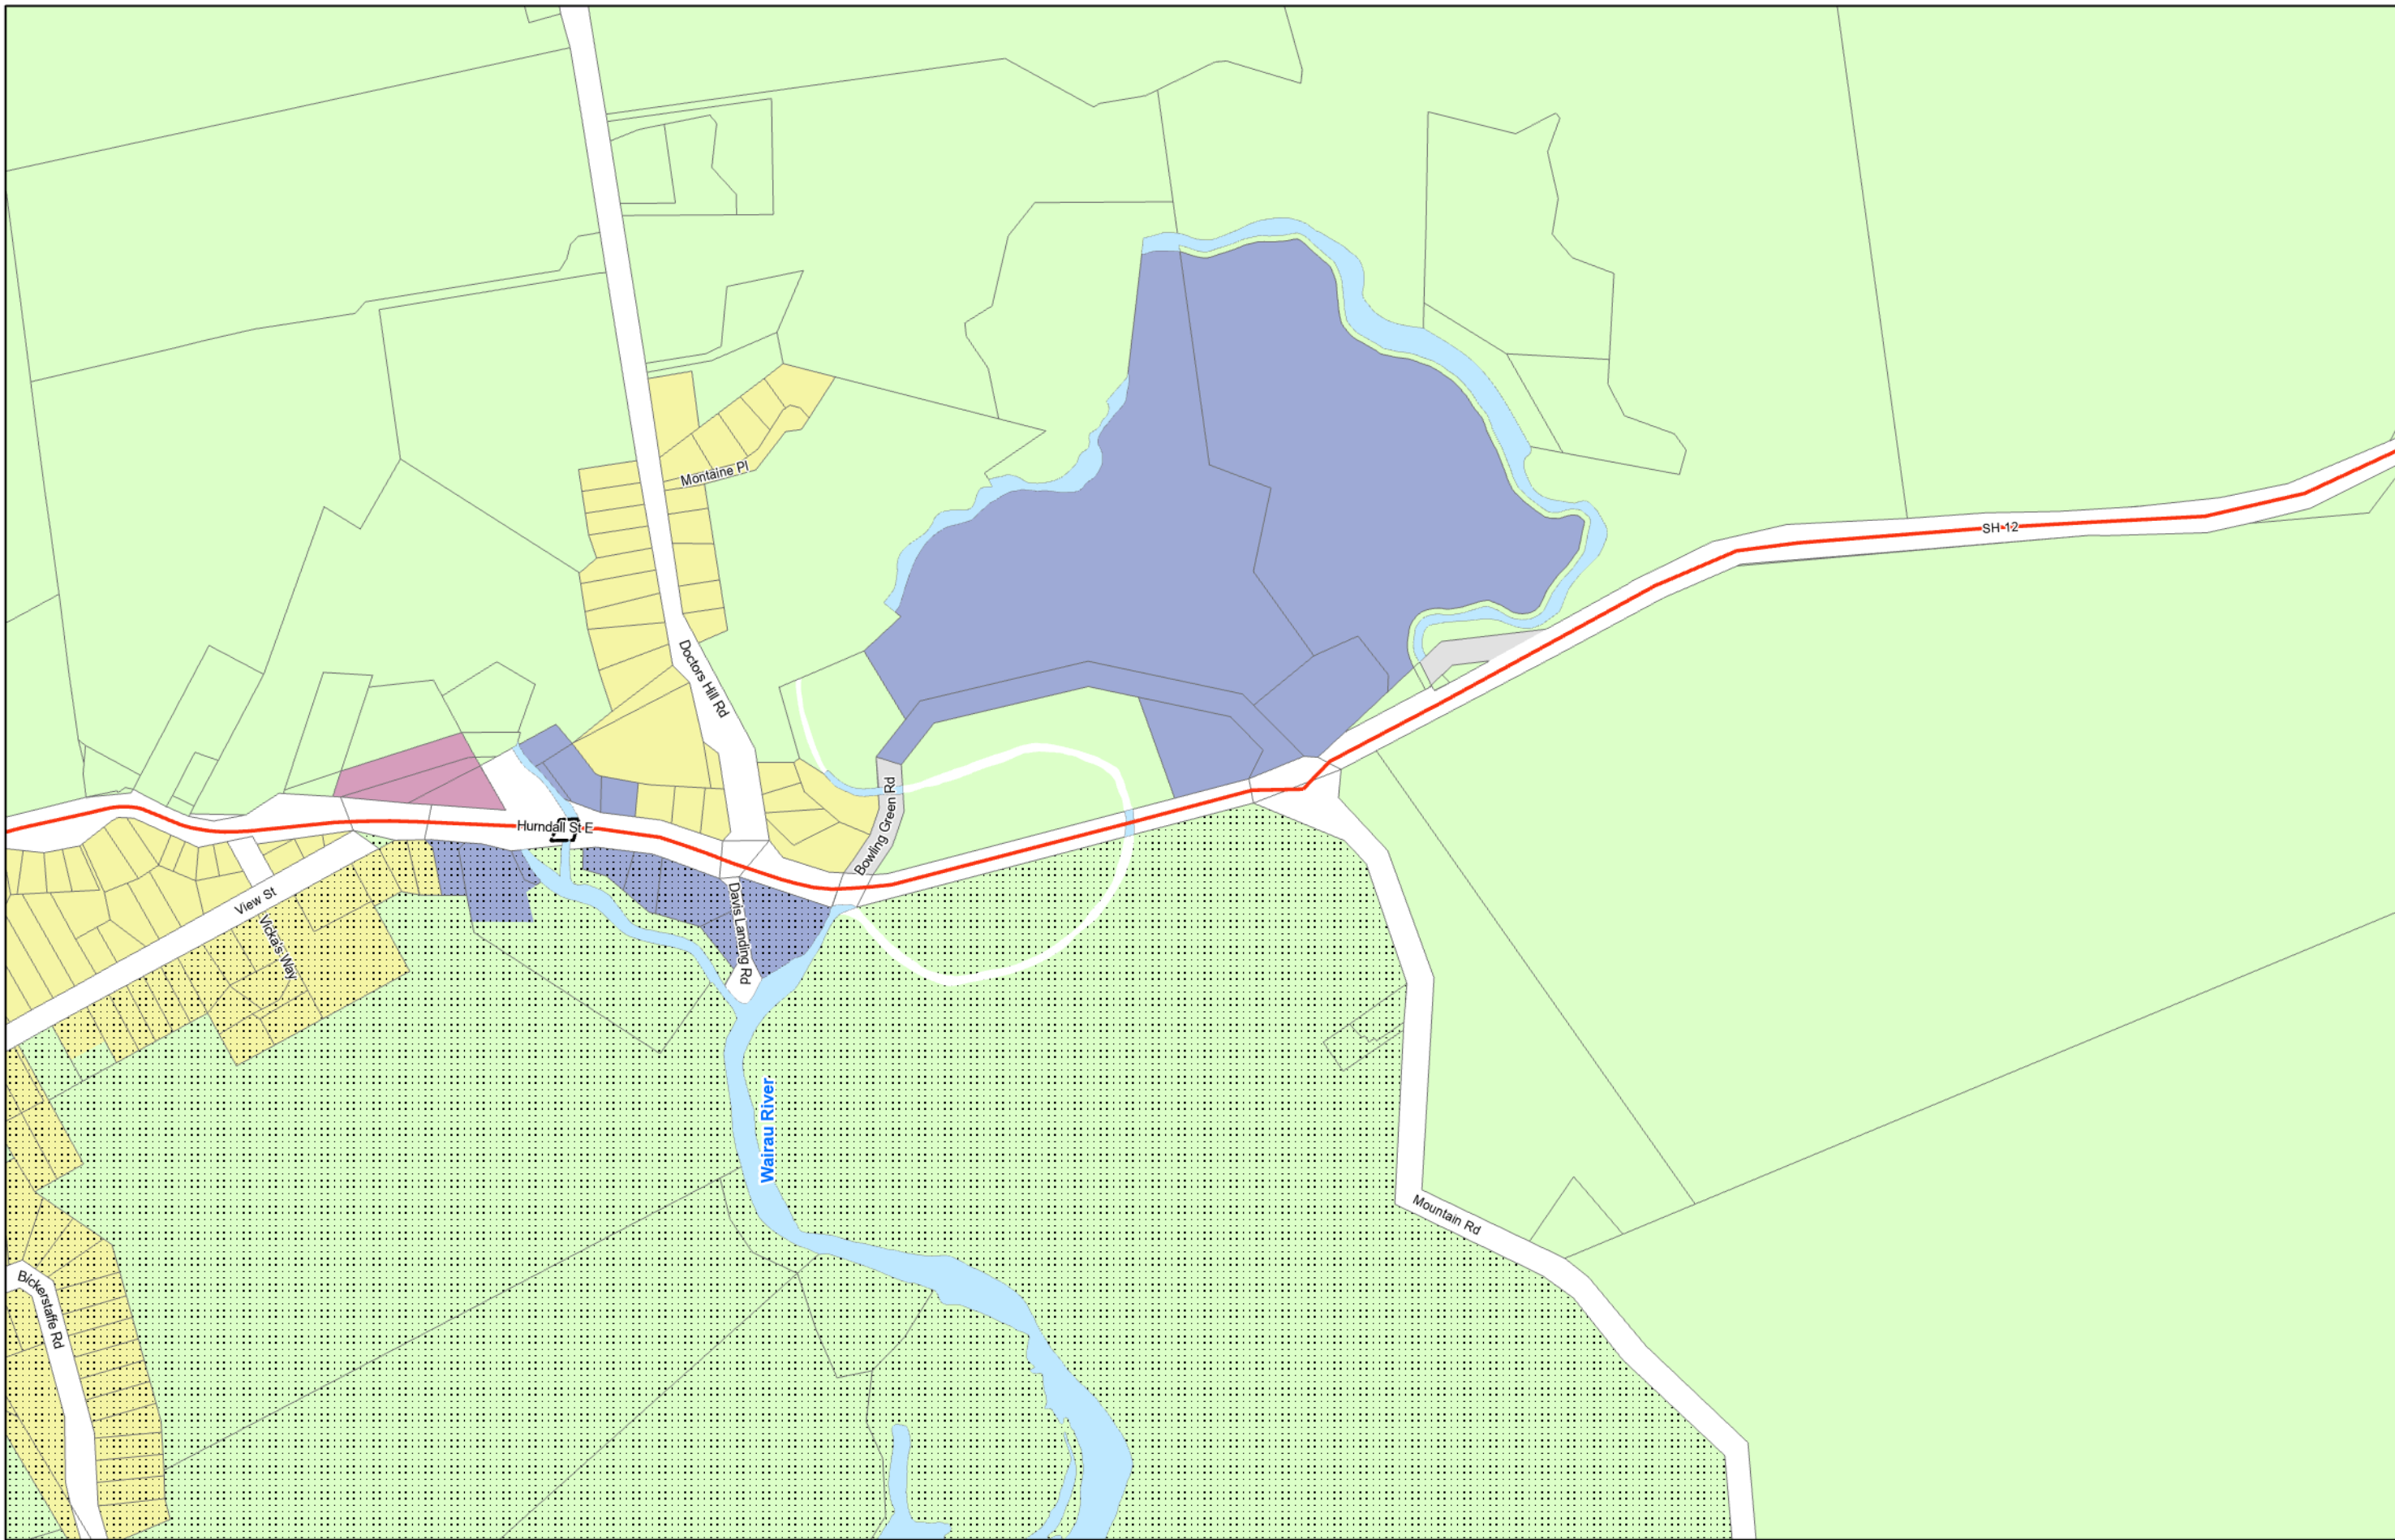 Montaine Pl
SH 12
Doctors Hill Rd
Hurndall St E
Bowling Green Rd
View St
Vicka's Way
Davis Landing Rd
Wairau River
Mountain Rd
Bickerstaffe Rd